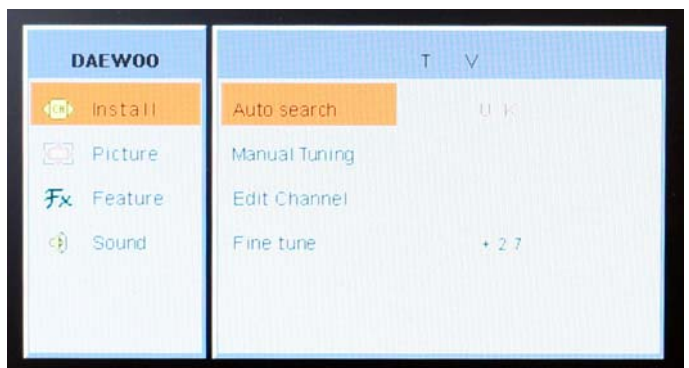 DAEWOO
Install
Picture
Fx Feature
Sound
T V
Auto search U K
Manual Tuning
Edit Channel
Fine tune + 2 7